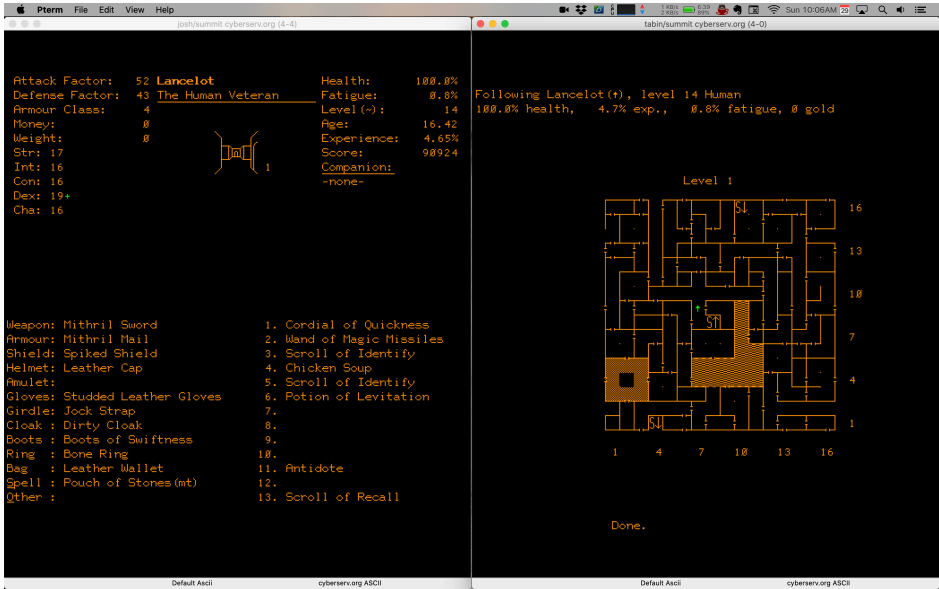 Pterm File Edit View Help
1 KB/s 2 KB/s 0:39 89% Sun 10:06AM 29
josh/summit cyberserv.org (4-4)
tabin/summit cyberserv.org (4-0)
Attack Factor: 52 Lancelot Health: 100.0%
Defense Factor: 43 The Human Veteran Fatigue: 0.8%
Armour Class: 4 Level(~): 14
Money: 0 Age: 16.42
Weight: 0 Experience: 4.65%
Str: 17 Score: 90924
Int: 16 1 Companion:
Con: 16 -none-
Dex: 19+
Cha: 16
Weapon: Mithril Sword 1. Cordial of Quickness
Armour: Mithril Mail 2. Wand of Magic Missiles
Shield: Spiked Shield 3. Scroll of Identify
Helmet: Leather Cap 4. Chicken Soup
Amulet: 5. Scroll of Identify
Gloves: Studded Leather Gloves 6. Potion of Levitation
Girdle: Jock Strap 7.
Cloak : Dirty Cloak 8.
Boots : Boots of Swiftness 9.
Ring : Bone Ring 10.
Bag : Leather Wallet 11. Antidote
Spell : Pouch of Stones(mt) 12.
Other : 13. Scroll of Recall
Default Ascii cyberserv.org ASCII
Following Lancelot(↑), level 14 Human
100.0% health, 4.7% exp., 0.8% fatigue, 0 gold
Level 1
S↓ 16
13
10
↑
S↑
7
4
S↓ 1
1 4 7 10 13 16
Done.
Default Ascii cyberserv.org ASCII